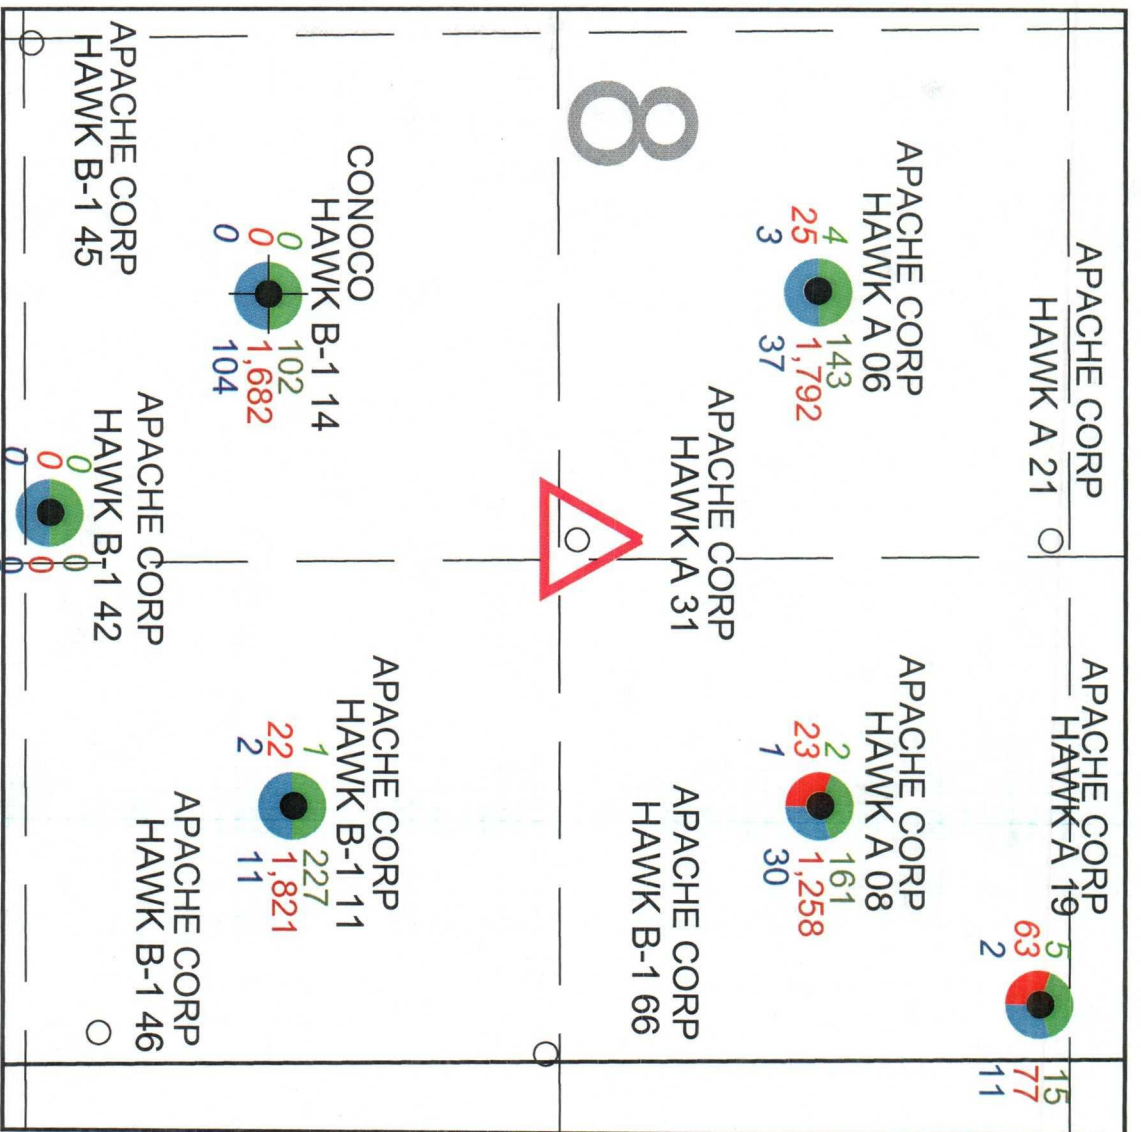 APACHE CORP
HAWK A 21
APACHE CORP
HAWK A 19
5
63
2
15
77
11
APACHE CORP
HAWK A 06
4
25
3
143
1,792
37
APACHE CORP
HAWK A 08
2
23
1
161
1,258
30
8
APACHE CORP
HAWK A 31
APACHE CORP
HAWK B-1 66
CONOCO
HAWK B-1 14
0
0
0
102
1,682
104
APACHE CORP
HAWK B-1 11
1
22
2
227
1,821
11
APACHE CORP
HAWK B-1 45
APACHE CORP
HAWK B-1 42
0
0
0
0
0
0
APACHE CORP
HAWK B-1 46